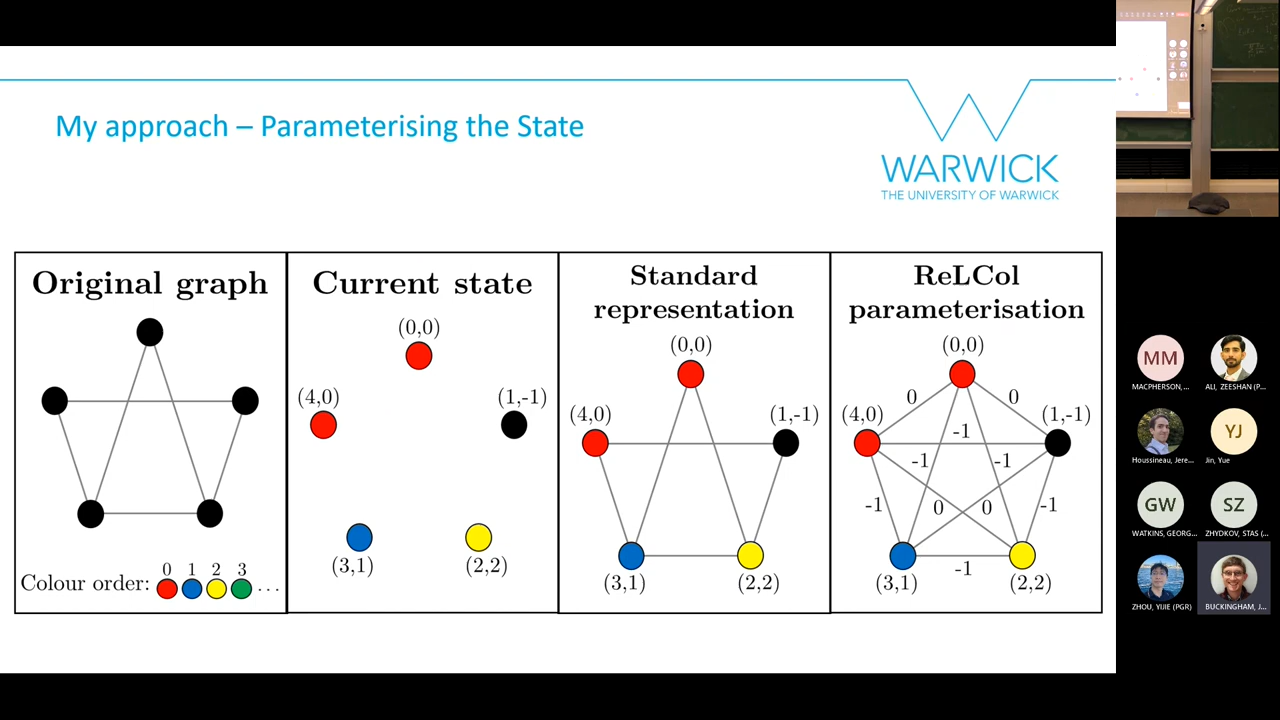 My approach – Parameterising the State
WARWICK
THE UNIVERSITY OF WARWICK
Original graph
Colour order:
0 1 2 3
...
Current state
(0,0)
(4,0)
(1,-1)
(3,1)
(2,2)
Standard
representation
(0,0)
(4,0)
(1,-1)
(3,1)
(2,2)
ReLCol
parameterisation
(0,0)
0
0
(4,0)
(1,-1)
-1
-1
-1
-1
0
0
-1
-1
(3,1)
(2,2)
MM
MACPHERSON,...
ALI, ZEESHAN (P...
Houssineau, Jere...
YJ
Jin, Yue
GW
WATKINS, GEORG...
SZ
ZHYDKOV, STAS (...
ZHOU, YIJIE (PGR)
BUCKINGHAM, J...